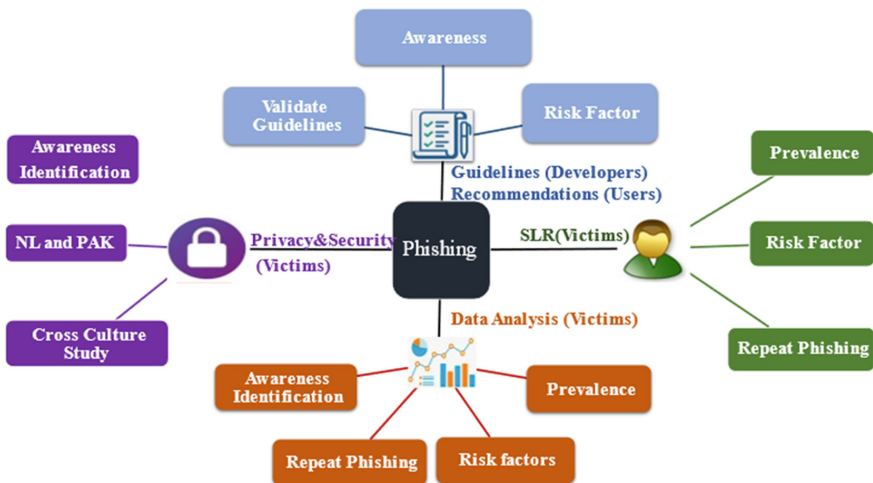 Awareness
Validate
Guidelines
Risk Factor
Awareness
Identification
Prevalence
Guidelines (Developers)
Recommendations (Users)
NL and PAK
Privacy&Security
(Victims)
Phishing
SLR(Victims)
Risk Factor
Cross Culture
Study
Data Analysis (Victims)
Repeat Phishing
Awareness
Identification
Prevalence
Repeat Phishing
Risk factors